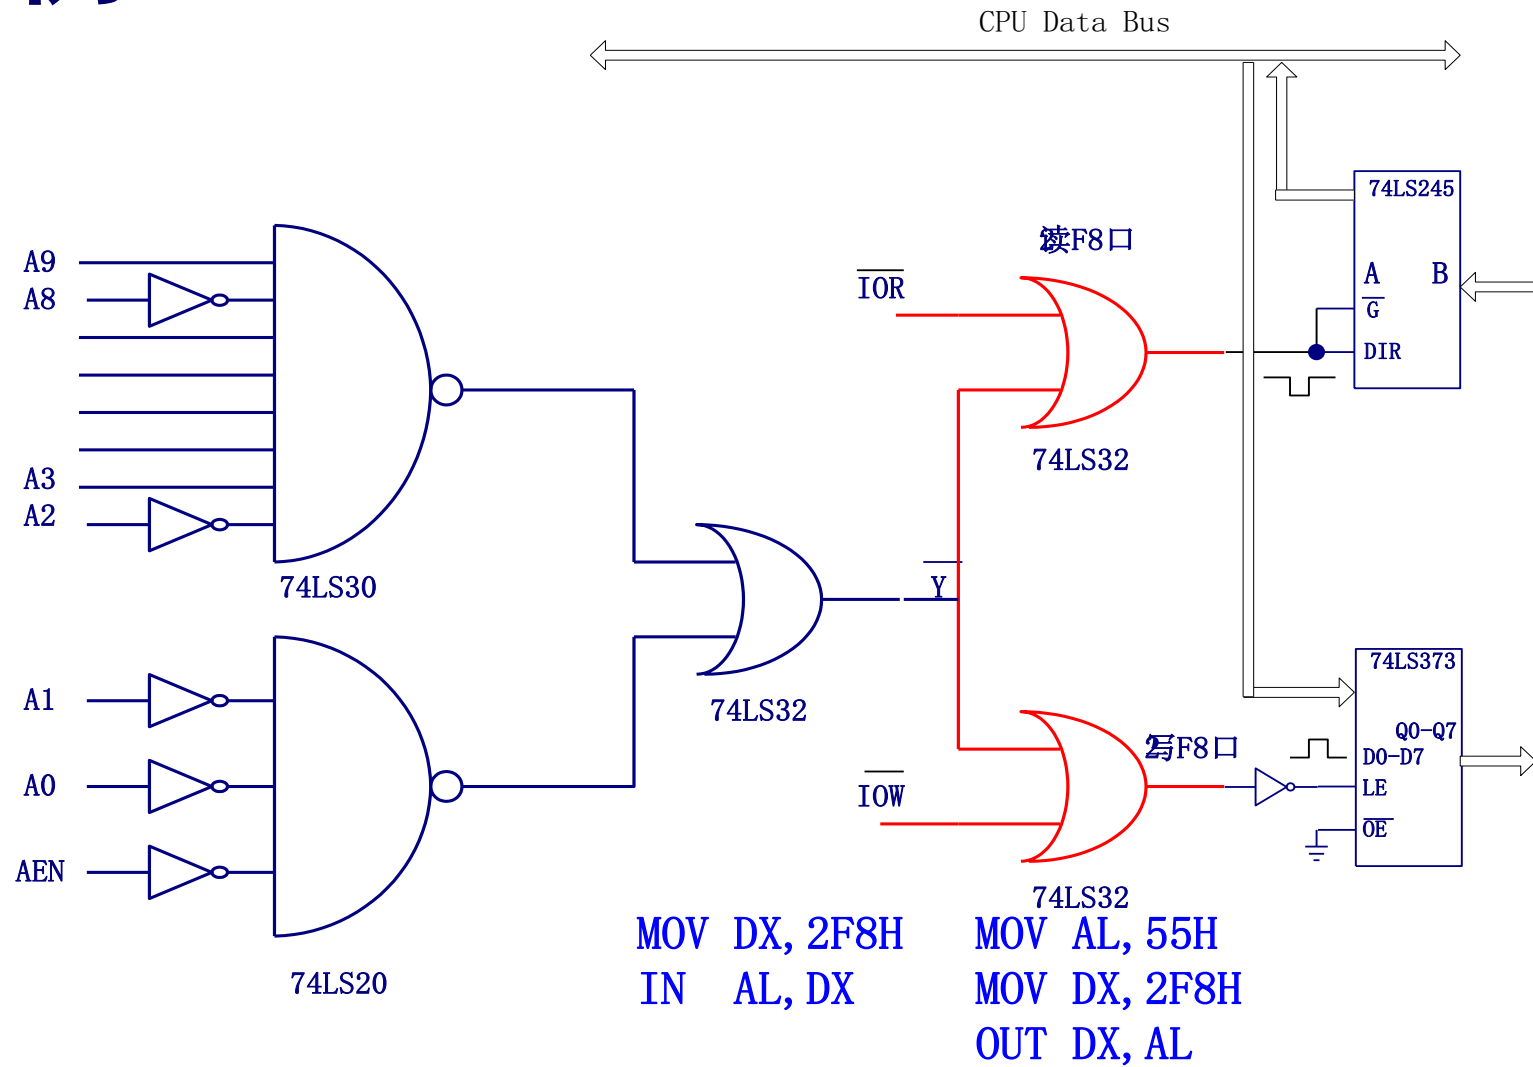 CPU Data Bus
74LS245
读F8口
A9
IOR
A B
A8
G
DIR
74LS32
A3
A2
74LS30
Y
74LS373
A1
74LS32
Q0-Q7
写F8口
D0-D7
A0
IOW
LE
OE
AEN
74LS32
74LS20
MOV DX,2F8H
IN AL,DX
MOV AL,55H
MOV DX,2F8H
OUT DX,AL